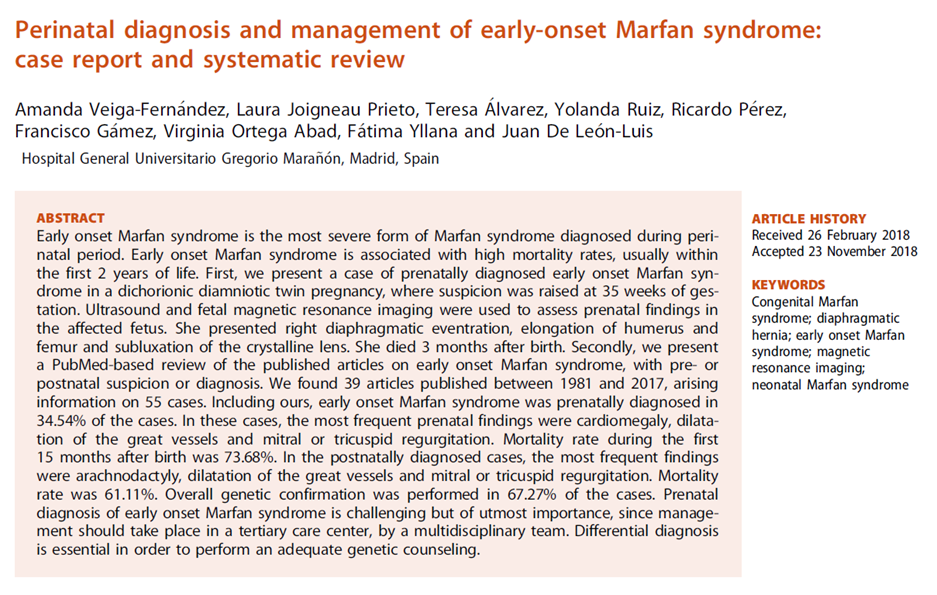 Perinatal diagnosis and management of early-onset Marfan syndrome:
case report and systematic review
Amanda Veiga-Fernández, Laura Joigneau Prieto, Teresa Álvarez, Yolanda Ruiz, Ricardo Pérez,
Francisco Gámez, Virginia Ortega Abad, Fátima Yllana and Juan De León-Luis
Hospital General Universitario Gregorio Marañón, Madrid, Spain
ABSTRACT
Early onset Marfan syndrome is the most severe form of Marfan syndrome diagnosed during peri-
natal period. Early onset Marfan syndrome is associated with high mortality rates, usually within
the first 2 years of life. First, we present a case of prenatally diagnosed early onset Marfan syn-
drome in a dichorionic diamniotic twin pregnancy, where suspicion was raised at 35 weeks of ges-
tation. Ultrasound and fetal magnetic resonance imaging were used to assess prenatal findings in
the affected fetus. She presented right diaphragmatic eventration, elongation of humerus and
femur and subluxation of the crystalline lens. She died 3 months after birth. Secondly, we present
a PubMed-based review of the published articles on early onset Marfan syndrome, with pre- or
postnatal suspicion or diagnosis. We found 39 articles published between 1981 and 2017, arising
information on 55 cases. Including ours, early onset Marfan syndrome was prenatally diagnosed in
34.54% of the cases. In these cases, the most frequent prenatal findings were cardiomegaly, dilata-
tion of the great vessels and mitral or tricuspid regurgitation. Mortality rate during the first
15 months after birth was 73.68%. In the postnatally diagnosed cases, the most frequent findings
were arachnodactyly, dilatation of the great vessels and mitral or tricuspid regurgitation. Mortality
rate was 61.11%. Overall genetic confirmation was performed in 67.27% of the cases. Prenatal
diagnosis of early onset Marfan syndrome is challenging but of utmost importance, since manage-
ment should take place in a tertiary care center, by a multidisciplinary team. Differential diagnosis
is essential in order to perform an adequate genetic counseling.
ARTICLE HISTORY
Received 26 February 2018
Accepted 23 November 2018
KEYWORDS
Congenital Marfan
syndrome; diaphragmatic
hernia; early onset Marfan
syndrome; magnetic
resonance imaging;
neonatal Marfan syndrome